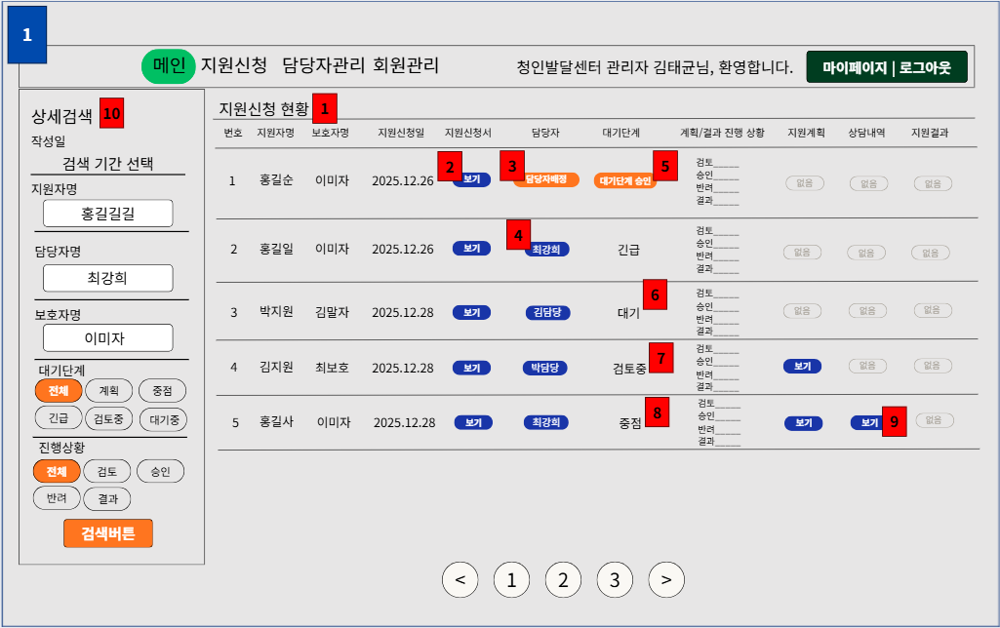 1
메인 지원신청 담당자관리 회원관리 청인발달센터 관리자 김태균님, 환영합니다. 마이페이지 | 로그아웃
상세검색 10
작성일
검색 기간 선택
지원자명
홍길길길
담당자명
최강희
보호자명
이미자
대기단계
전체 계획 중점
긴급 검토중 대기중
진행상황
전체 검토 승인
반려 결과
검색버튼
지원신청 현황 1
번호 지원자명 보호자명 지원신청일 지원신청서 담당자 대기단계 계획/결과 진행 상황 지원계획 상담내역 지원결과
2 3 5
1 홍길순 이미자 2025.12.26 보기 담당자배정 대기단계 승인 없음 없음 없음
검토_____
승인_____
반려_____
결과_____
4
2 홍길일 이미자 2025.12.26 보기 최강희 긴급 없음 없음 없음
검토_____
승인_____
반려_____
결과_____
6
3 박지원 김말자 2025.12.28 보기 김담당 대기 없음 없음 없음
검토_____
승인_____
반려_____
결과_____
7
4 김지원 최보호 2025.12.28 보기 박담당 검토중 보기 없음 없음
검토_____
승인_____
반려_____
결과_____
8
5 홍길사 이미자 2025.12.28 보기 최강희 중점 보기 보기 9 없음
검토_____
승인_____
반려_____
결과_____
< 1 2 3 >